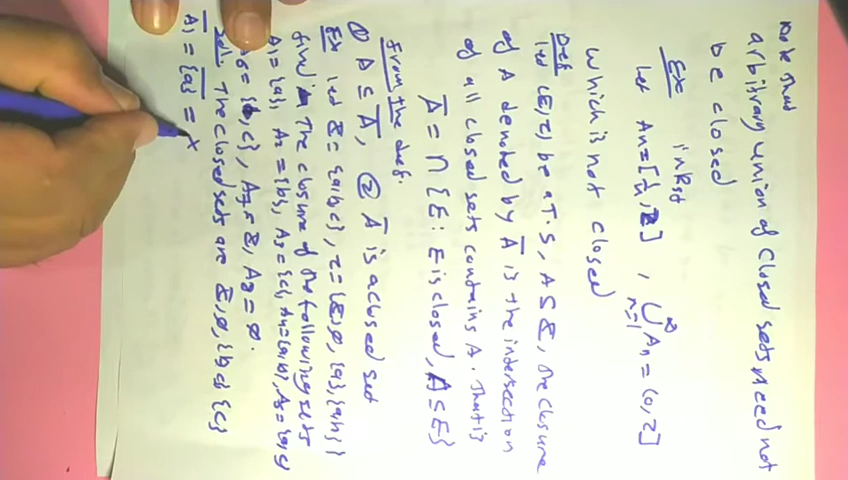 Note That
arbitrary union of closed sets need not
be closed
Ex in Rst
let An=[1/n, 2] , ⋃_{n=1}^∞ An = (0,2]
which is not closed
Def let (X,τ) be a T.S, A ⊆ X, The closure
of A denoted by A̅ is the intersection
of all closed sets contains A. That is
A̅ = ∩ {E : E is closed, A ⊆ E}
from the def.
① A ⊆ A̅, ② A̅ is a closed set
Ex let X = {a,b,c}, τ = {X, ∅, {a}, {a,b}}
find The closure of the following sets
A1 = {a}, A2 = {b}, A3 = {c}, A4 = {a,b}, A5 = {a,c}
A6 = {b,c}, A7 = X, A8 = ∅.
Sol. The closed sets are X, ∅, {b,c}, {c}
A̅1 = {a}̅ = X